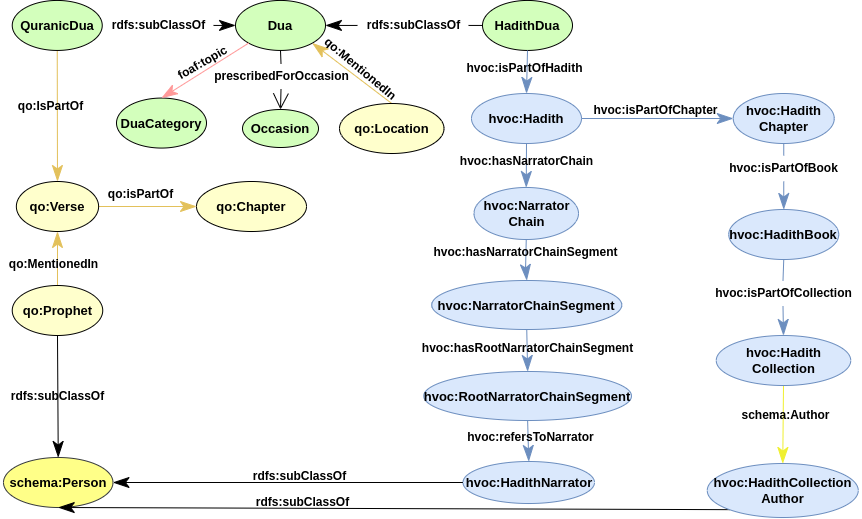 QuranicDua
rdfs:subClassOf
Dua
rdfs:subClassOf
HadithDua
foaf:topic
qo:MentionedIn
prescribedForOccasion
hvoc:isPartOfHadith
qo:IsPartOf
DuaCategory
Occasion
qo:Location
hvoc:Hadith
hvoc:isPartOfChapter
hvoc:Hadith
Chapter
hvoc:hasNarratorChain
hvoc:isPartOfBook
qo:Verse
qo:isPartOf
qo:Chapter
hvoc:Narrator
Chain
hvoc:HadithBook
qo:MentionedIn
hvoc:hasNarratorChainSegment
hvoc:isPartOfCollection
qo:Prophet
hvoc:NarratorChainSegment
hvoc:hasRootNarratorChainSegment
hvoc:Hadith
Collection
rdfs:subClassOf
hvoc:RootNarratorChainSegment
schema:Author
hvoc:refersToNarrator
schema:Person
rdfs:subClassOf
hvoc:HadithNarrator
hvoc:HadithCollection
Author
rdfs:subClassOf